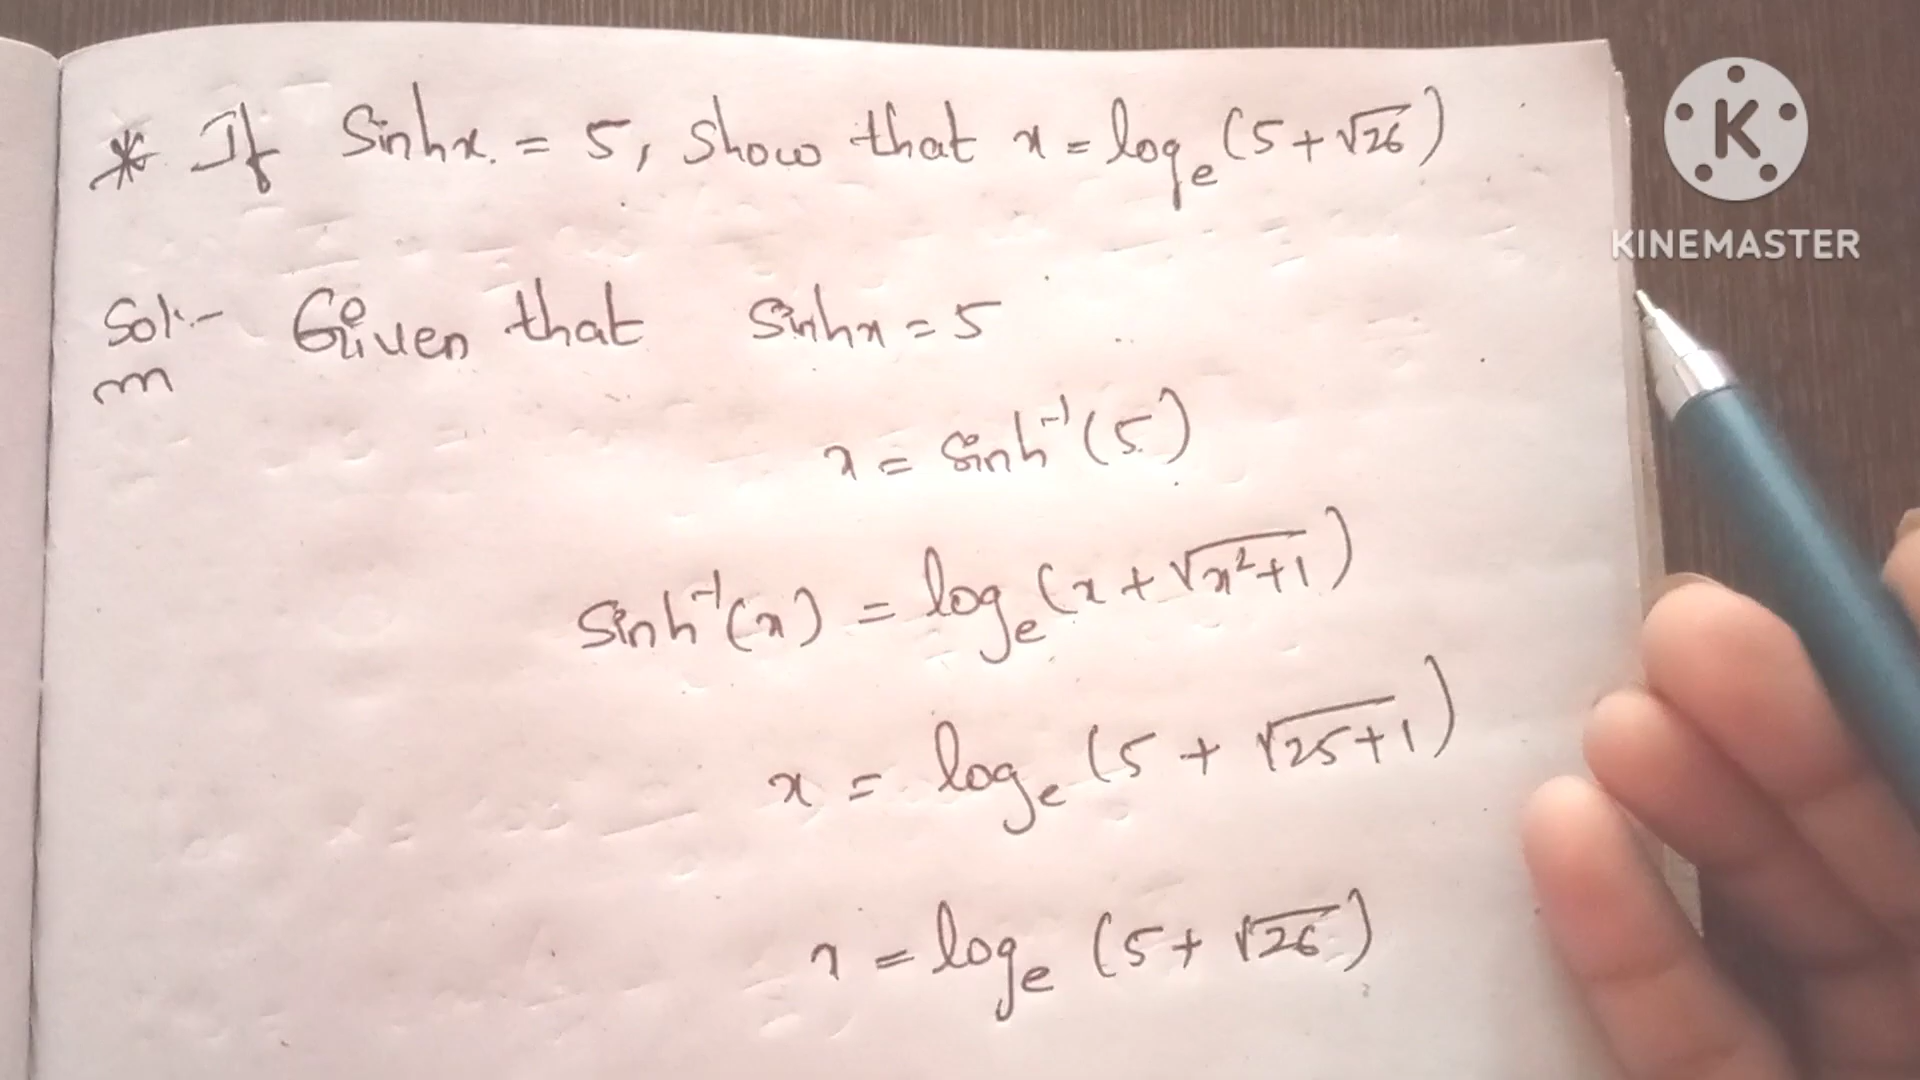 * If Sinhx = 5, Show that x = logₑ(5+√26)
K
KINEMASTER
Sol:- Given that Sinhx = 5
x = Sinh⁻¹(5)
Sinh⁻¹(x) = logₑ(x+√x²+1)
x = logₑ(5+√25+1)
x = logₑ(5+√26)